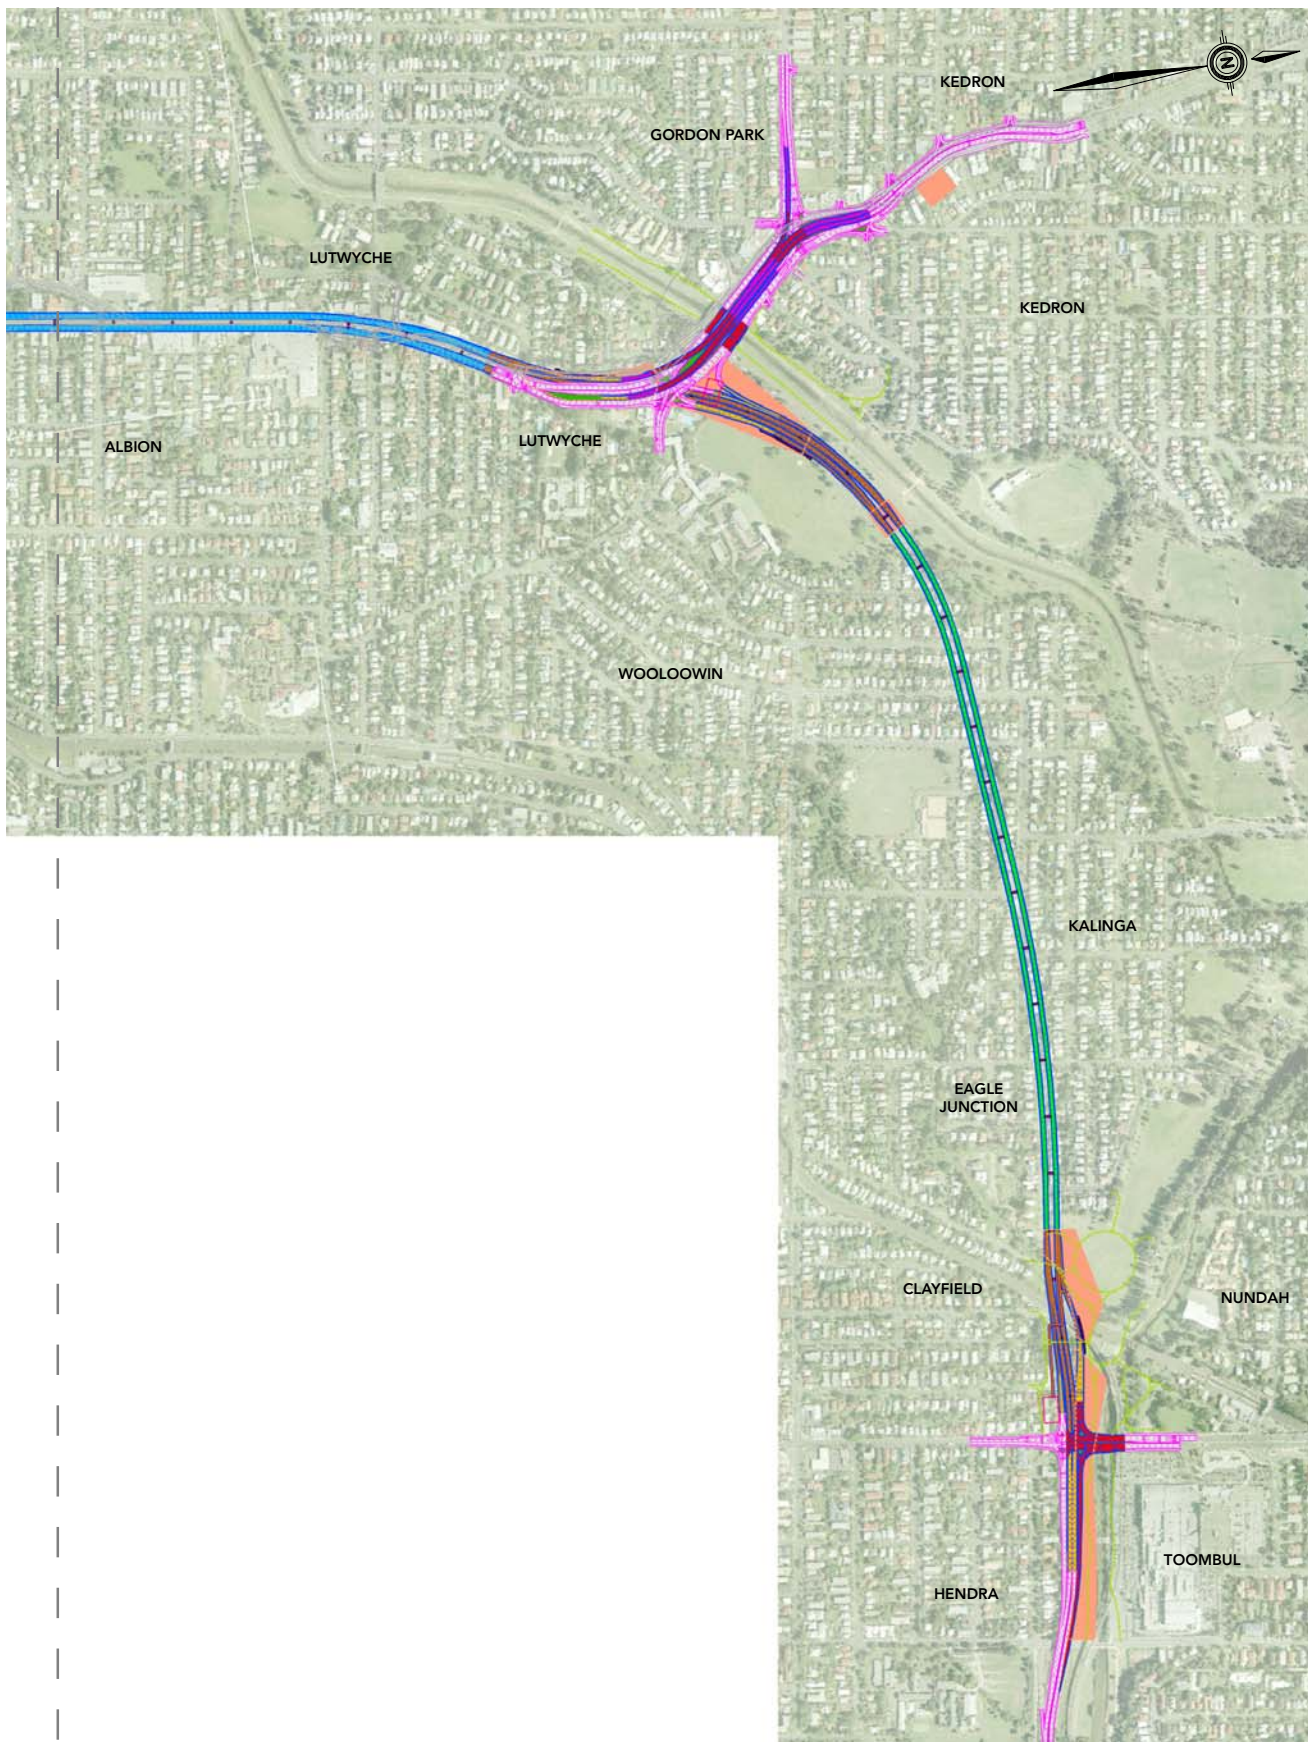 KEDRON
N
GORDON PARK
LUTWYCHE
KEDRON
ALBION
LUTWYCHE
WOOLOOWIN
KALINGA
EAGLE
JUNCTION
CLAYFIELD
NUNDAH
TOOMBUL
HENDRA